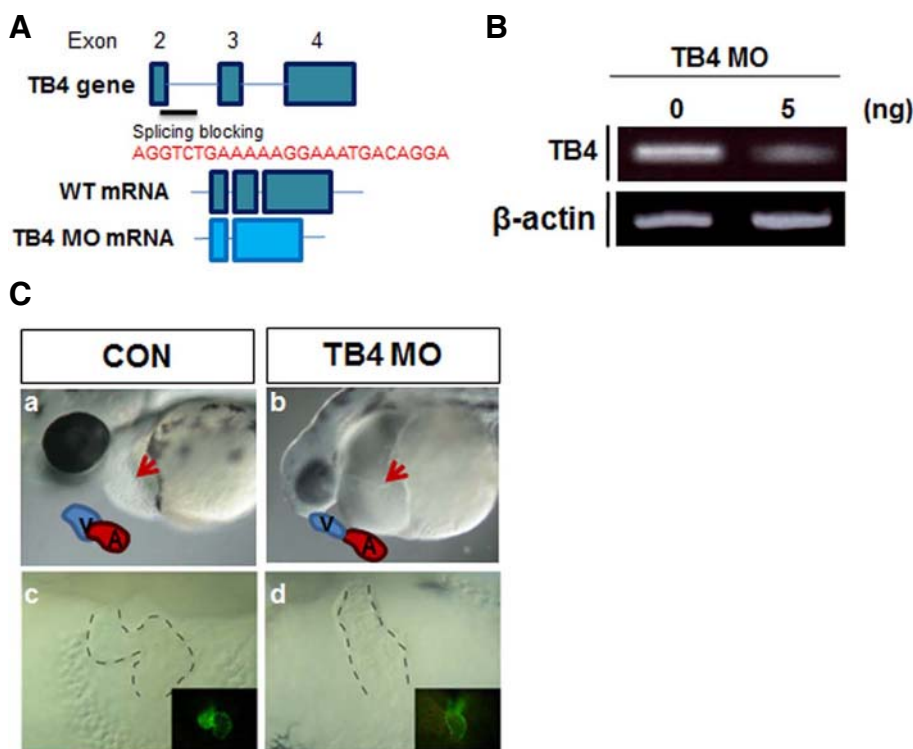 A
Exon 2 3 4
TB4 gene
Splicing blocking
AGGTCTGAAAAAGGAAATGACAGGA
WT mRNA
TB4 MO mRNA
B
TB4 MO
0 5 (ng)
TB4
β-actin
C
CON TB4 MO
a b
V A V A
c d